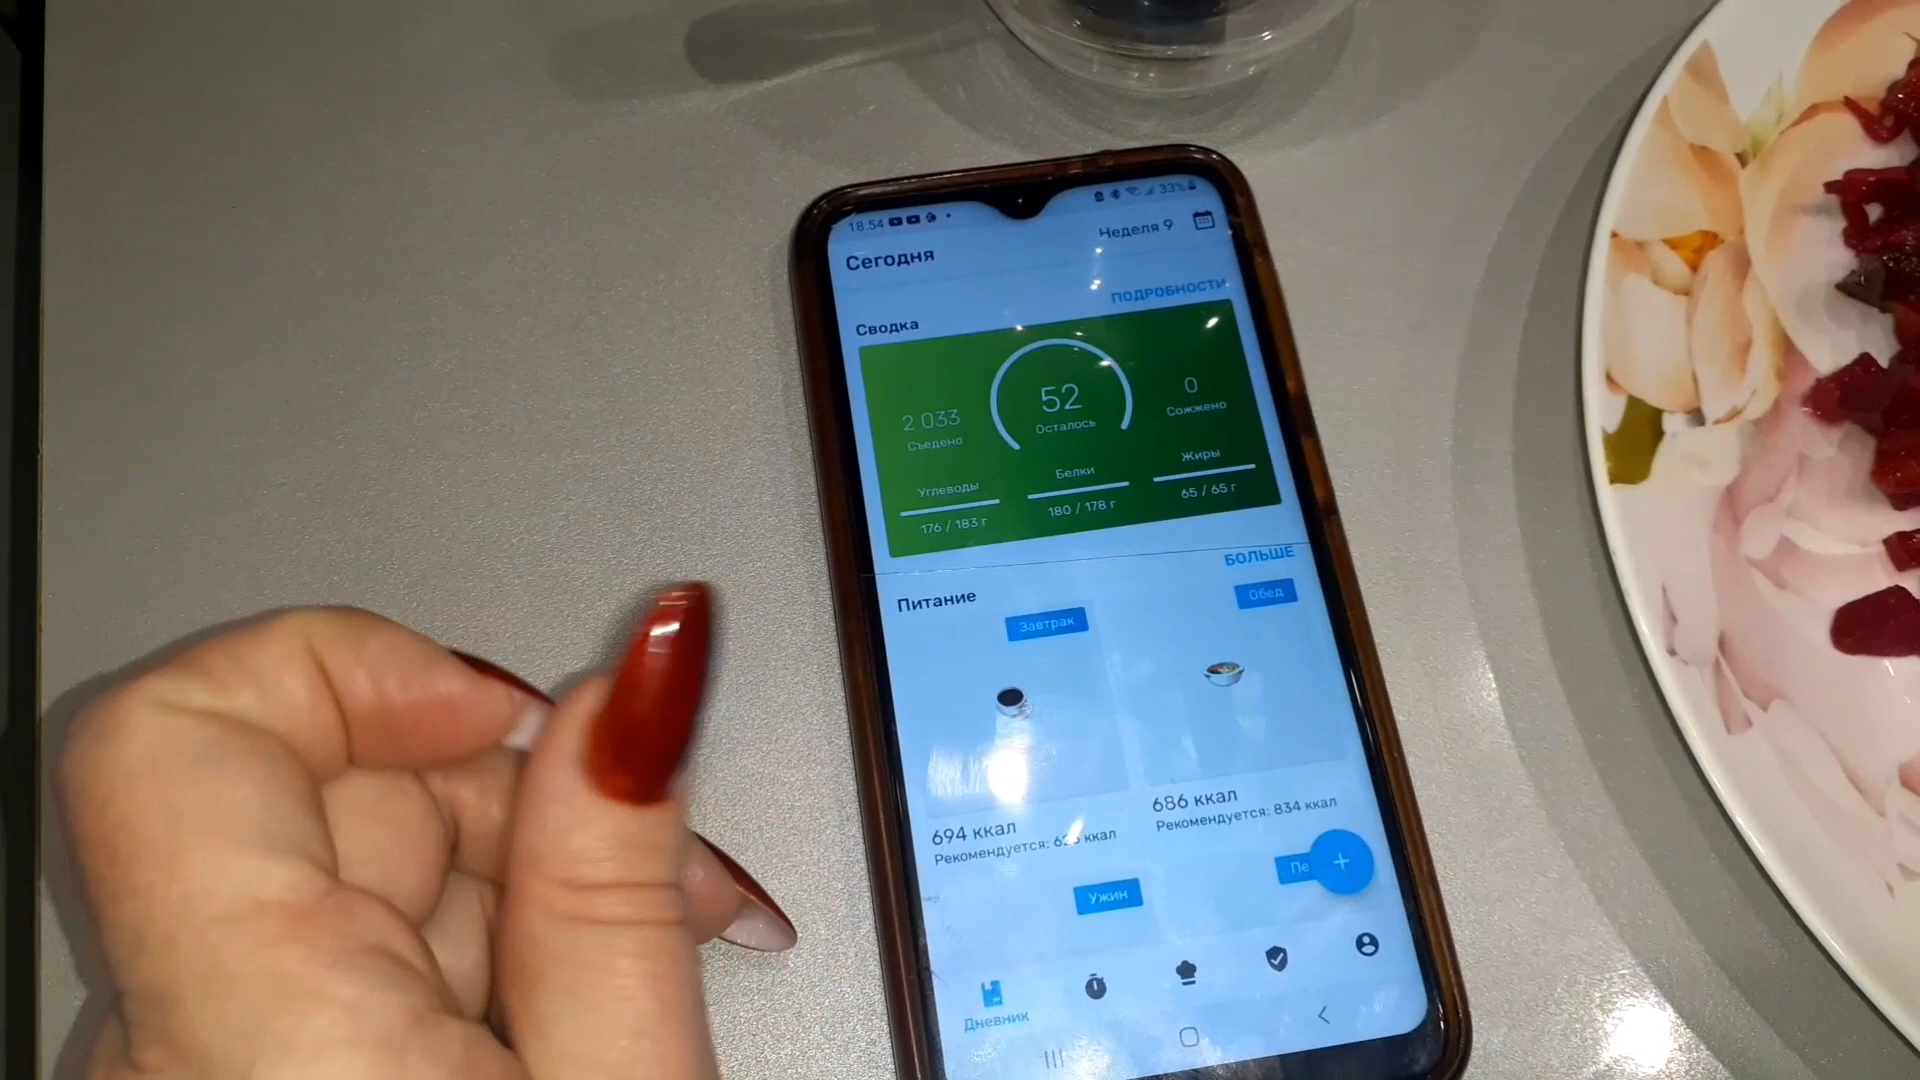 18.54 33%
Неделя 9
Сегодня
ПОДРОБНОСТИ
Сводка
2 033
Съедено
52
Осталось
0
Сожжено
Углеводы
176 / 183 г
Белки
180 / 178 г
Жиры
65 / 65 г
БОЛЬШЕ
Питание
Завтрак
Обед
694 ккал
Рекомендуется: ккал
686 ккал
Рекомендуется: 834 ккал
Ужин
Пе
+
Дневник